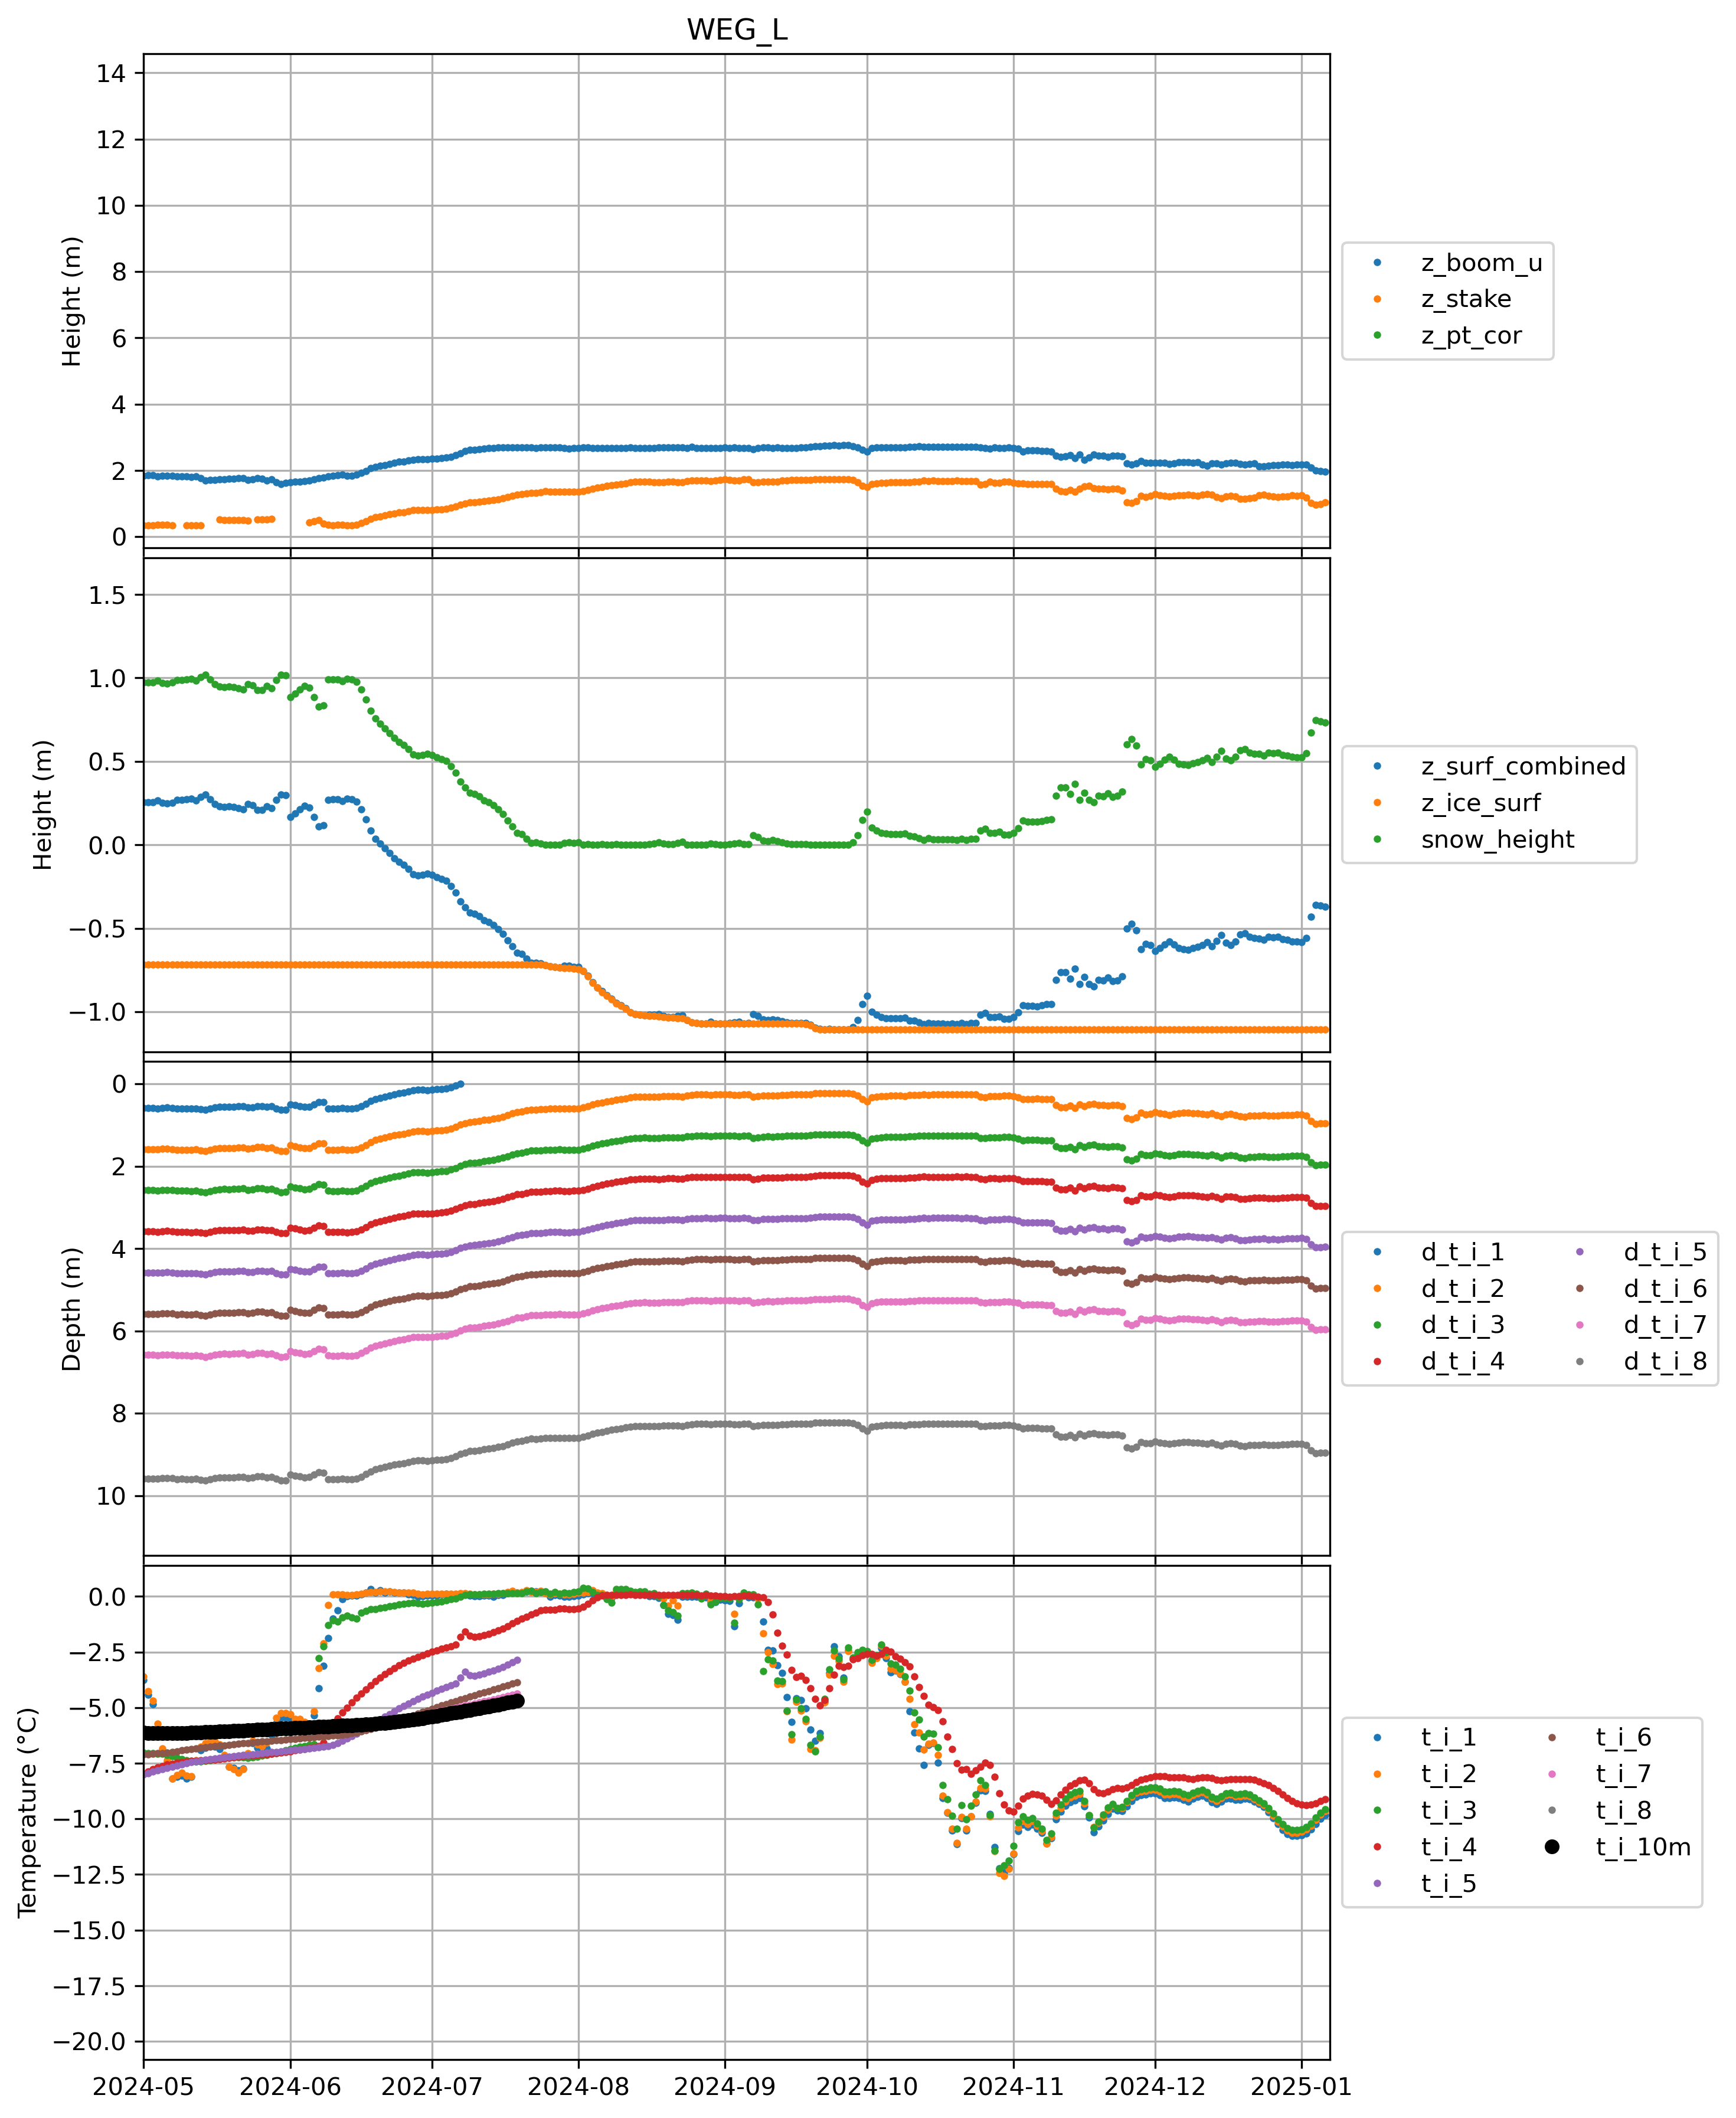 WEG_L
14
12
10
8
6
4
2
0
Height (m)
z_boom_u
z_stake
z_pt_cor
1.5
1.0
0.5
0.0
−0.5
−1.0
Height (m)
z_surf_combined
z_ice_surf
snow_height
0
2
4
6
8
10
Depth (m)
d_t_i_1 d_t_i_5
d_t_i_2 d_t_i_6
d_t_i_3 d_t_i_7
d_t_i_4 d_t_i_8
0.0
−2.5
−5.0
−7.5
−10.0
−12.5
−15.0
−17.5
−20.0
Temperature (°C)
t_i_1 t_i_6
t_i_2 t_i_7
t_i_3 t_i_8
t_i_4 t_i_10m
t_i_5
2024-05 2024-06 2024-07 2024-08 2024-09 2024-10 2024-11 2024-12 2025-01